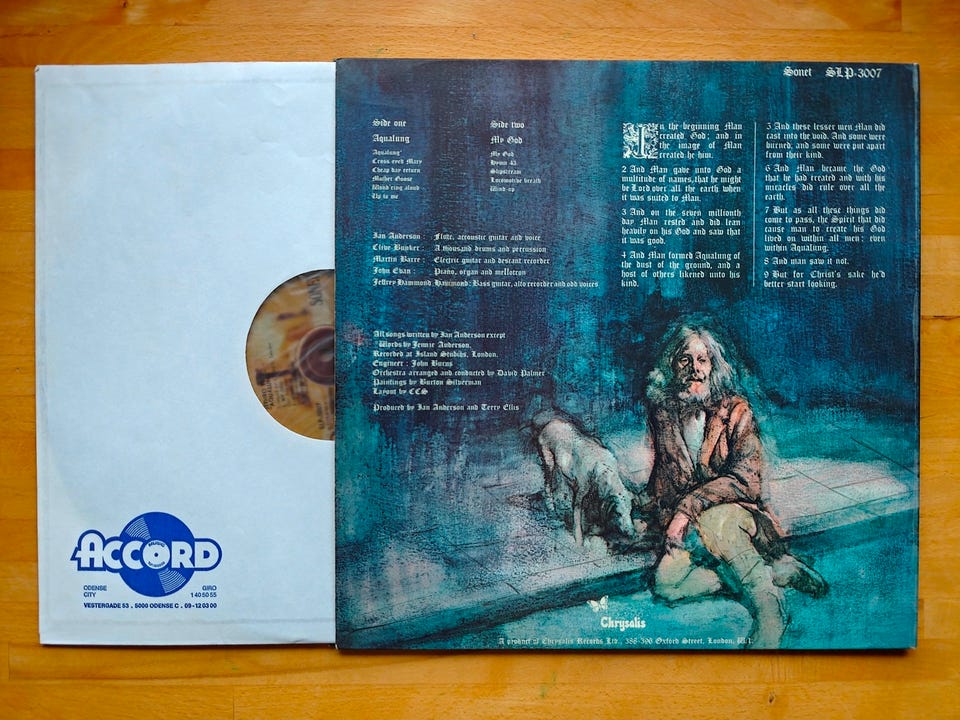 Sonet SLP-3007
Side one
Aqualung
Aqualung*
Cross eyed Mary
Cheap day return
Mother Goose
Wond'ring aloud
Up to me
Side two
My God
My God
Hymn 43
Slipstream
Locomotive breath
Wind-up
Ian Anderson : Flute, accoustic guitar and voice
Clive Bunker : A thousand drums and percussion
Martin Barre : Electric guitar and descant recorder
John Evan : Piano, organ and mellotron
Jeffrey Hammond-Hammond: Bass guitar, alto recorder and odd voices
All songs written by Ian Anderson except
*Words by Jennie Anderson.
Recorded at Island Studios, London.
Engineer : John Burns
Orchestra arranged and conducted by David Palmer
Paintings by Burton Silverman
Layout by CCS
Produced by Ian Anderson and Terry Ellis
In the beginning Man
created God; and in
the image of Man
created he him.
2 And Man gave unto God a
multitude of names, that he might
be Lord over all the earth when
it was suited to Man.
3 And on the seven millionth
day Man rested and did lean
heavily on his God and saw that
it was good.
4 And Man formed Aqualung of
the dust of the ground, and a
host of others likened unto his
kind.
5 And these lesser men Man did
cast into the void. And some were
burned; and some were put apart
from their kind.
6 And Man became the God
that he had created and with his
miracles did rule over all the
earth.
7 But as all these things did
come to pass, the Spirit that did
cause man to create his God
lived on within all men: even
within Aqualung.
8 And man saw it not.
9 But for Christ's sake he'd
better start looking.
Chrysalis
A product of Chrysalis Records Ltd., 388-396 Oxford Street, London, W.1.
ACCORD
ODENSE
CITY
GIRO
1 40 50 55
VESTERGADE 53 . 5000 ODENSE C . 09-12 03 00